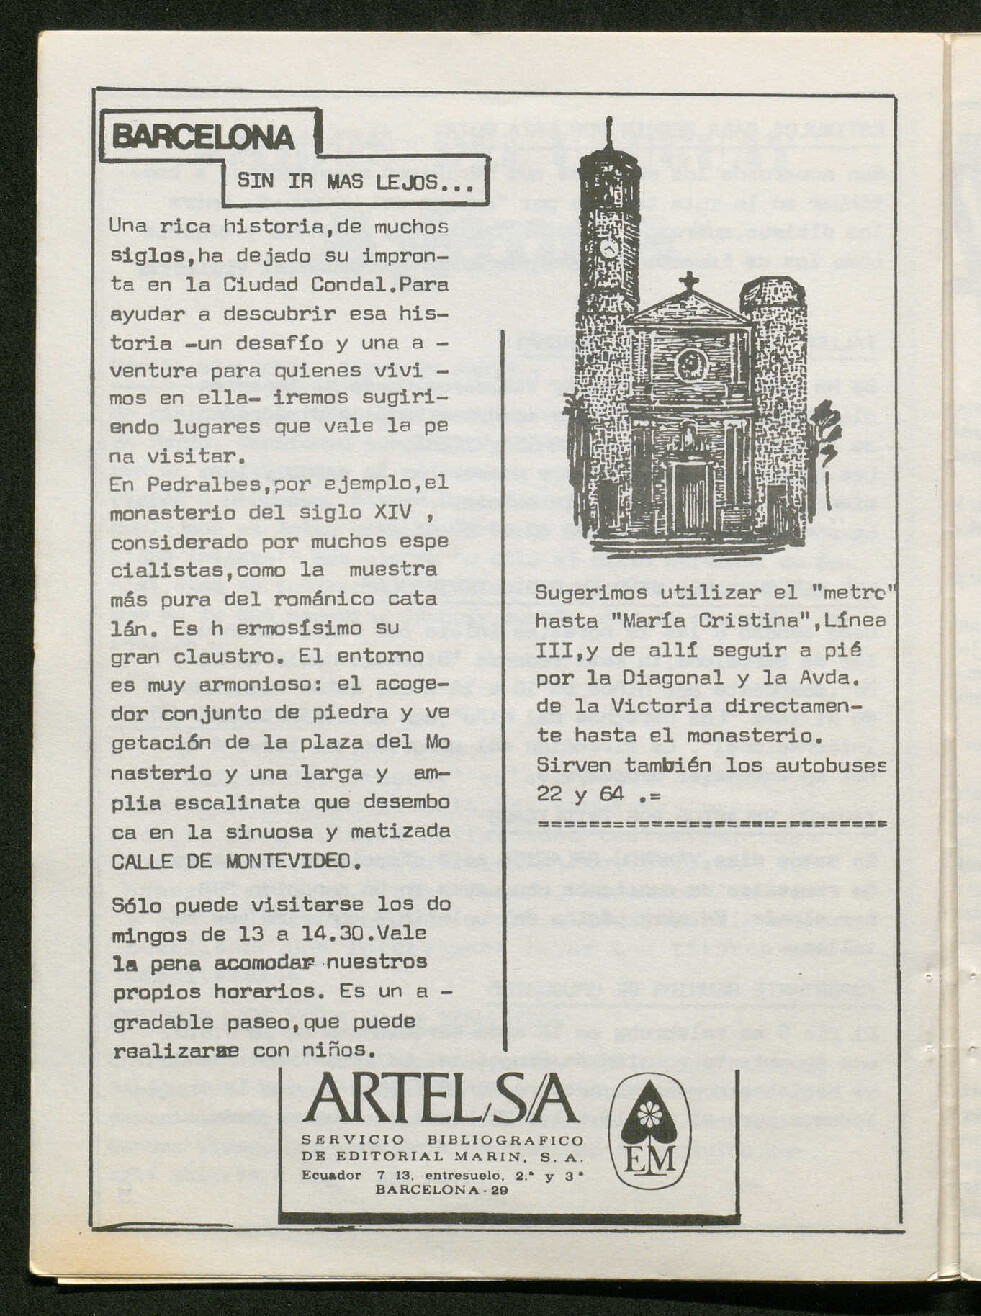 BARCELONA
SIN IR MAS LEJOS...
Una rica historia,de muchos
siglos,ha dejado su impron-
ta en la Ciudad Condal.Para
ayudar a descubrir esa his-
toria -un desafío y una a -
ventura para quienes vivi -
mos en ella- iremos sugiri-
endo lugares que vale la pe
na visitar.
En Pedralbes,por ejemplo,el
monasterio del siglo XIV ,
considerado por muchos espe
cialistas,como la muestra
más pura del románico cata
lán. Es h ermosísimo su
gran claustro. El entorno
es muy armonioso: el acoge-
dor conjunto de piedra y ve
getación de la plaza del Mo
nasterio y una larga y am-
plia escalinata que desembo
ca en la sinuosa y matizada
CALLE DE MONTEVIDEO.
Sólo puede visitarse los do
mingos de 13 a 14.30.Vale
la pena acomodar nuestros
propios horarios. Es un a -
gradable paseo,que puede
realizarse con niños.
Sugerimos utilizar el "metro"
hasta "María Cristina",Línea
III,y de allí seguir a pié
por la Diagonal y la Avda.
de la Victoria directamen-
te hasta el monasterio.
Sirven también los autobuses
22 y 64 .=
ARTEL,S/A
SERVICIO BIBLIOGRAFICO
DE EDITORIAL MARIN, S. A.
Ecuador 7 13, entresuelo, 2.ª y 3ª
BARCELONA-29
EM